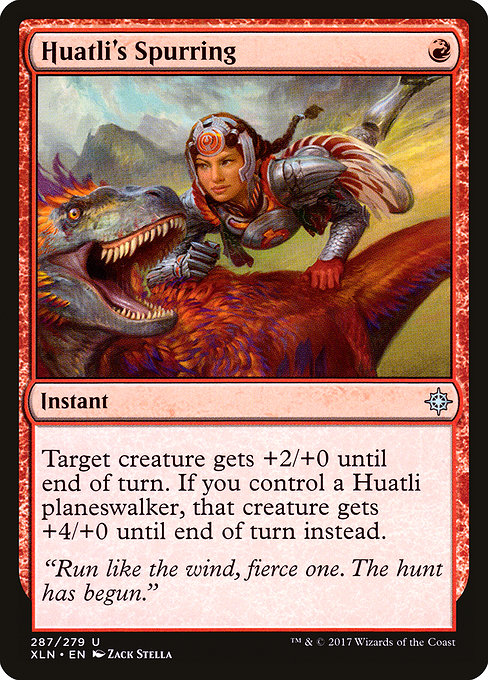 Huatli's Spurring
Instant
Target creature gets +2/+0 until
end of turn. If you control a Huatli
planeswalker, that creature gets
+4/+0 until end of turn instead.
“Run like the wind, fierce one. The hunt
has begun.”
287/279 U
XLN • EN Zack Stella
™ & © 2017 Wizards of the Coast